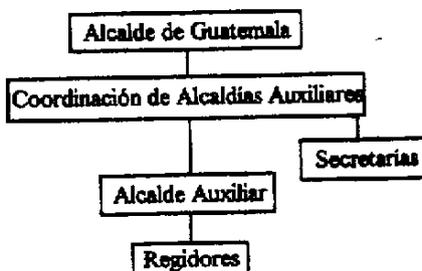 Alcalde de Guatemala
Coordinación de Alcaldías Auxiliares
Secretarías
Alcalde Auxiliar
Regidores